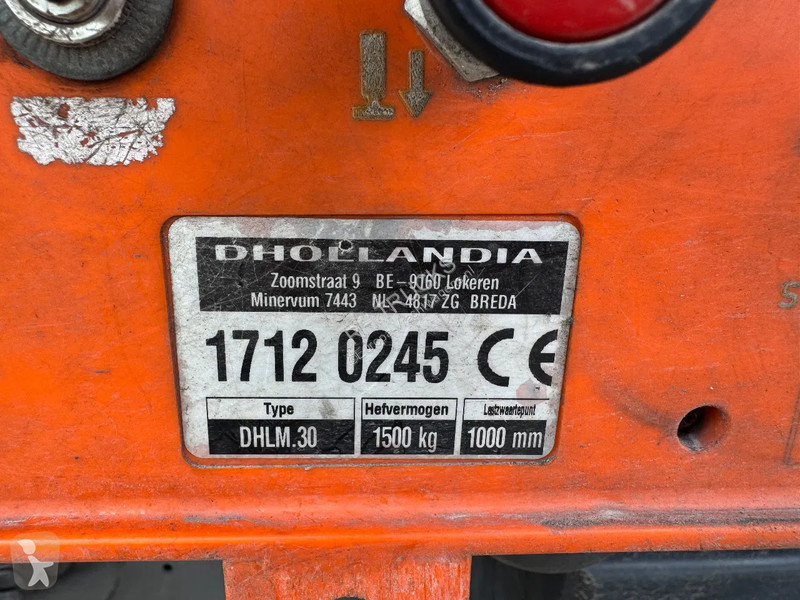 DHOLLANDIA
Zoomstraat 9 BE-9160 Lokeren
Minervum 7443 NL-4817 ZG BREDA
1712 0245 CE
Type Hefvermogen Lastzwaartepunt
DHLM.30 1500 kg 1000 mm
5